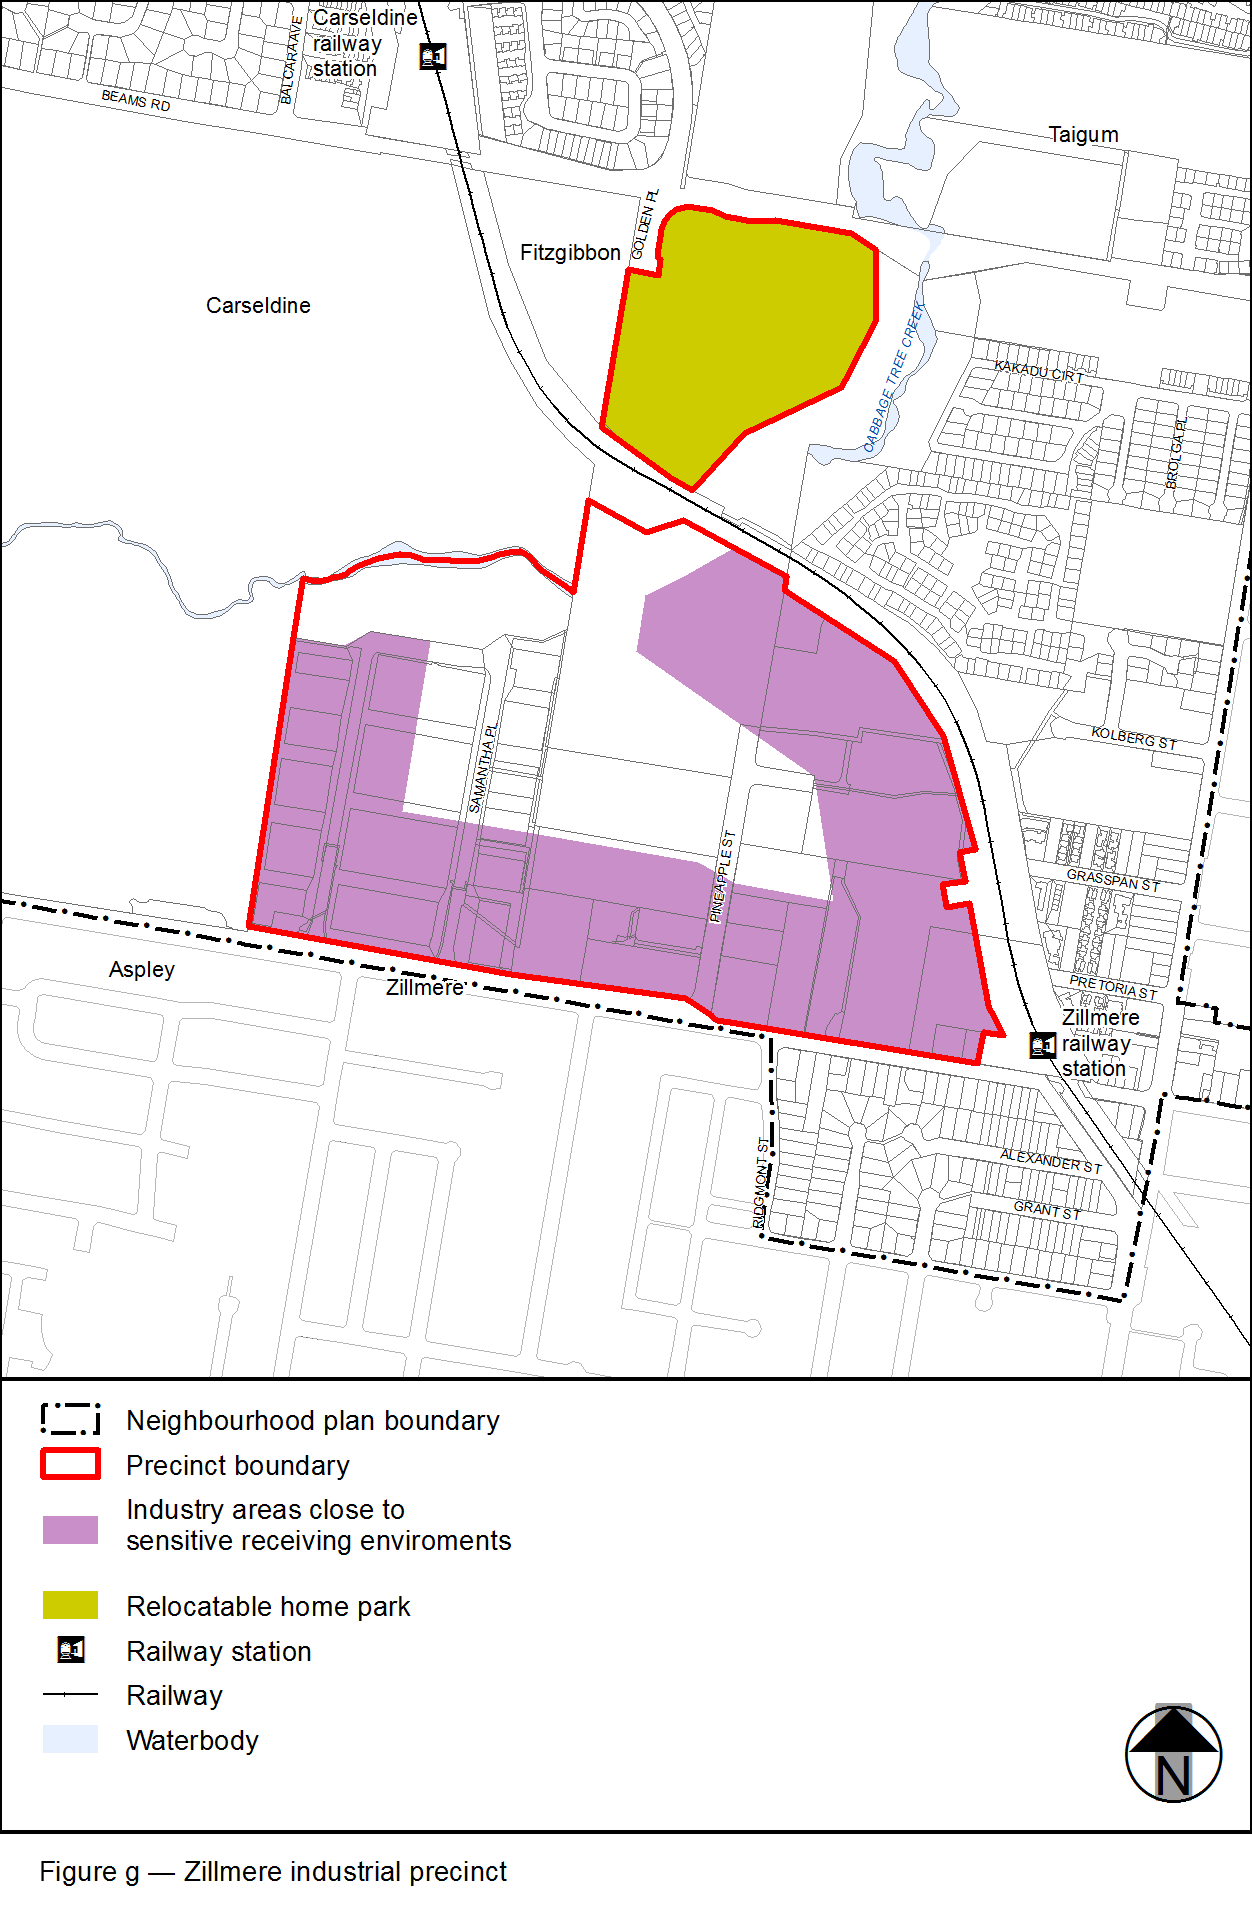 Carseldine
railway
station
BALCARA AVE
BEAMS RD
Taigum
GOLDEN PL
Fitzgibbon
Carseldine
CABBAGE TREE CREEK
KAKADU CIRT
BROLGA PL
KOLBERG ST
SAMANTHA PL
PINEAPPLE ST
GRASSPAN ST
Aspley
Zillmere
PRETORIA ST
Zillmere
railway
station
RIDGMONT ST
ALEXANDER ST
GRANT ST
Neighbourhood plan boundary
Precinct boundary
Industry areas close to
sensitive receiving enviroments
Relocatable home park
Railway station
Railway
Waterbody
N
Figure g — Zillmere industrial precinct